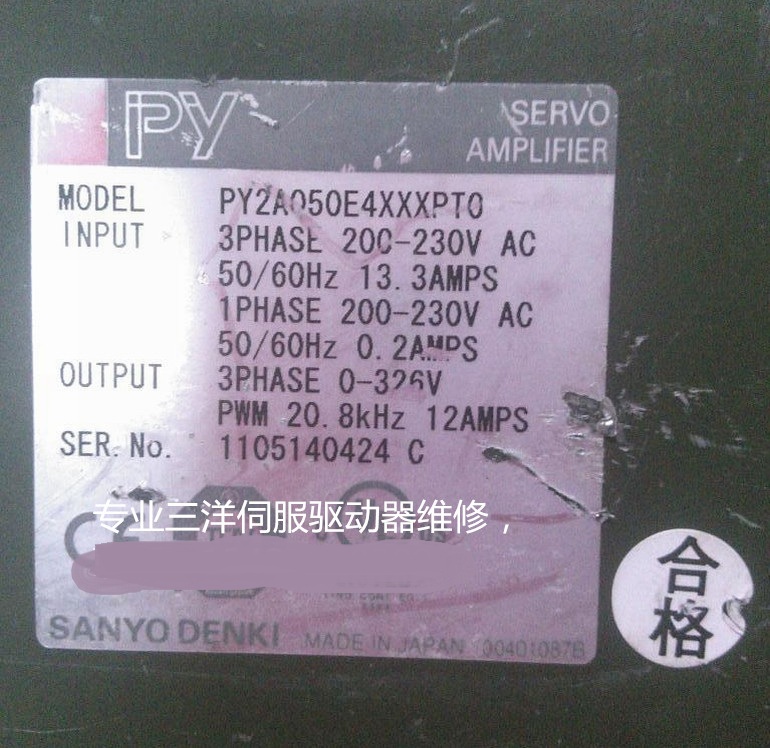 PY
SERVO
AMPLIFIER
MODEL PY2A050E4XXXPT0
INPUT 3PHASE 200-230V AC
50/60Hz 13.3AMPS
1PHASE 200-230V AC
50/60Hz 0.2AMPS
OUTPUT 3PHASE 0-326V
PWM 20.8kHz 12AMPS
SER.No. 1105140424 C
专业三洋伺服驱动器维修，
CE
SANYO DENKI MADE IN JAPAN 00401087B
合格